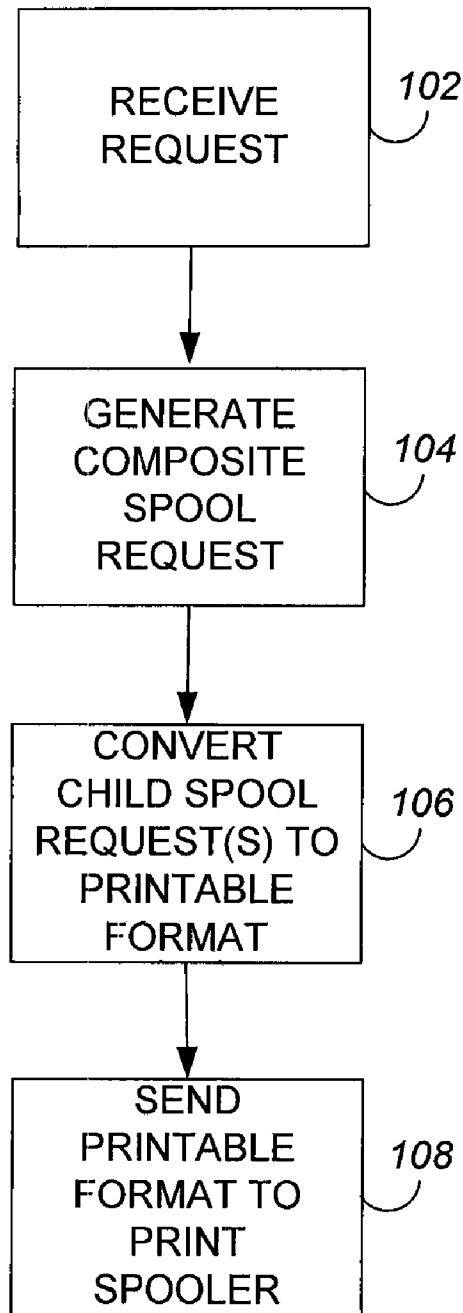 RECEIVE
REQUEST
102
GENERATE
COMPOSITE
SPOOL
REQUEST
104
CONVERT
CHILD SPOOL
REQUEST(S) TO
PRINTABLE
FORMAT
106
SEND
PRINTABLE
FORMAT TO
PRINT
SPOOLER
108